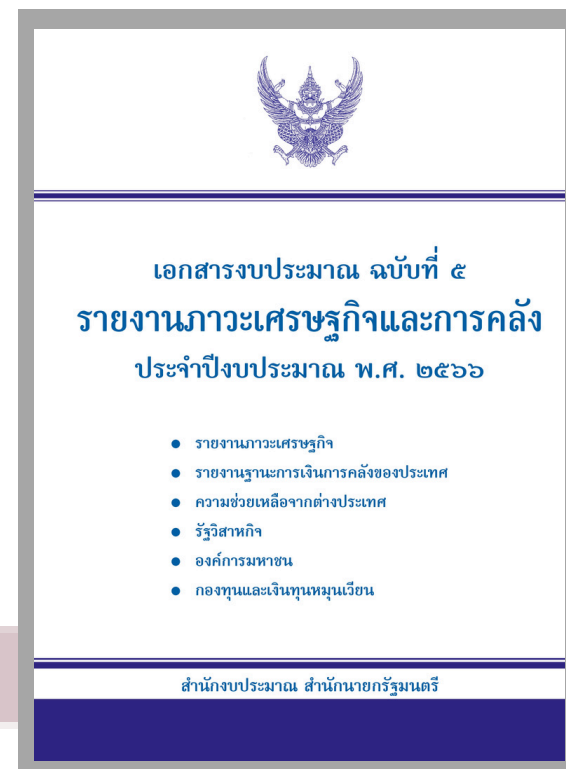 เอกสารงบประมาณ ฉบับที่ ๕
รายงานภาวะเศรษฐกิจและการคลัง
ประจำปีงบประมาณ พ.ศ. ๒๕๖๖
● รายงานภาวะเศรษฐกิจ
● รายงานฐานะการเงินการคลังของประเทศ
● ความช่วยเหลือจากต่างประเทศ
● รัฐวิสาหกิจ
● องค์การมหาชน
● กองทุนและเงินทุนหมุนเวียน
สำนักงบประมาณ สำนักนายกรัฐมนตรี